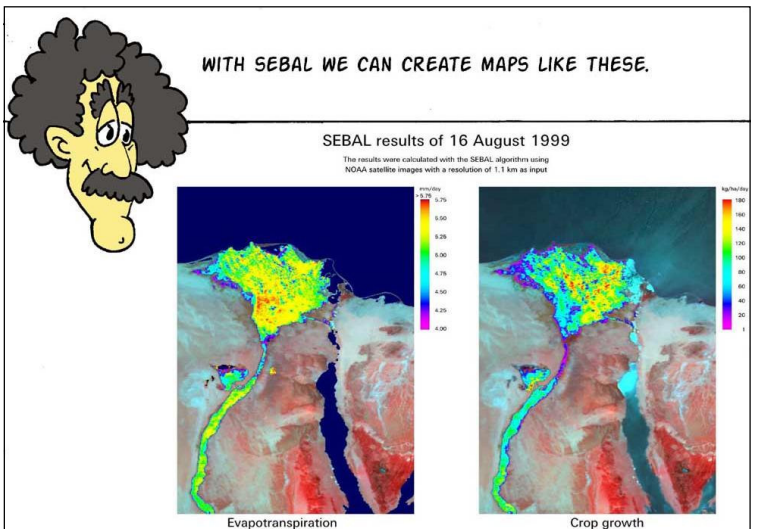 WITH SEBAL WE CAN CREATE MAPS LIKE THESE.
SEBAL results of 16 August 1999
The results were calculated with the SEBAL algorithm using
NOAA satellite images with a resolution of 1.1 km as input
mm/day
>5.75
5.75
5.50
5.25
5.00
4.75
4.50
4.25
4.00
Evapotranspiration
kg/ha/day
180
160
140
120
100
80
60
40
20
1
Crop growth